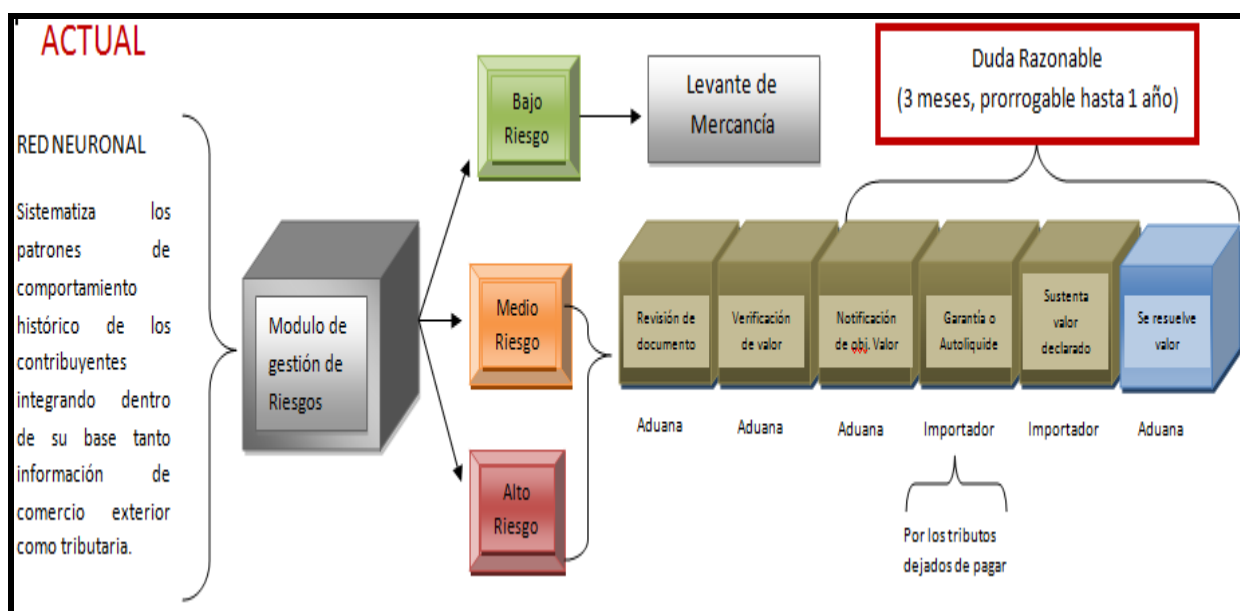 ACTUAL
RED NEURONAL
Sistematiza los
patrones de
comportamiento
histórico de los
contribuyentes
integrando dentro
de su base tanto
información de
comercio exterior
como tributaria.
Modulo de
gestión de
Riesgos
Bajo
Riesgo
Levante de
Mercancía
Medio
Riesgo
Alto
Riesgo
Duda Razonable
(3 meses, prorrogable hasta 1 año)
Revisión de
documento
Verificación
de valor
Notificación
de obj. Valor
Garantía o
Autoliquide
Sustenta
valor
declarado
Se resuelve
valor
Aduana
Aduana
Aduana
Importador
Importador
Aduana
Por los tributos
dejados de pagar